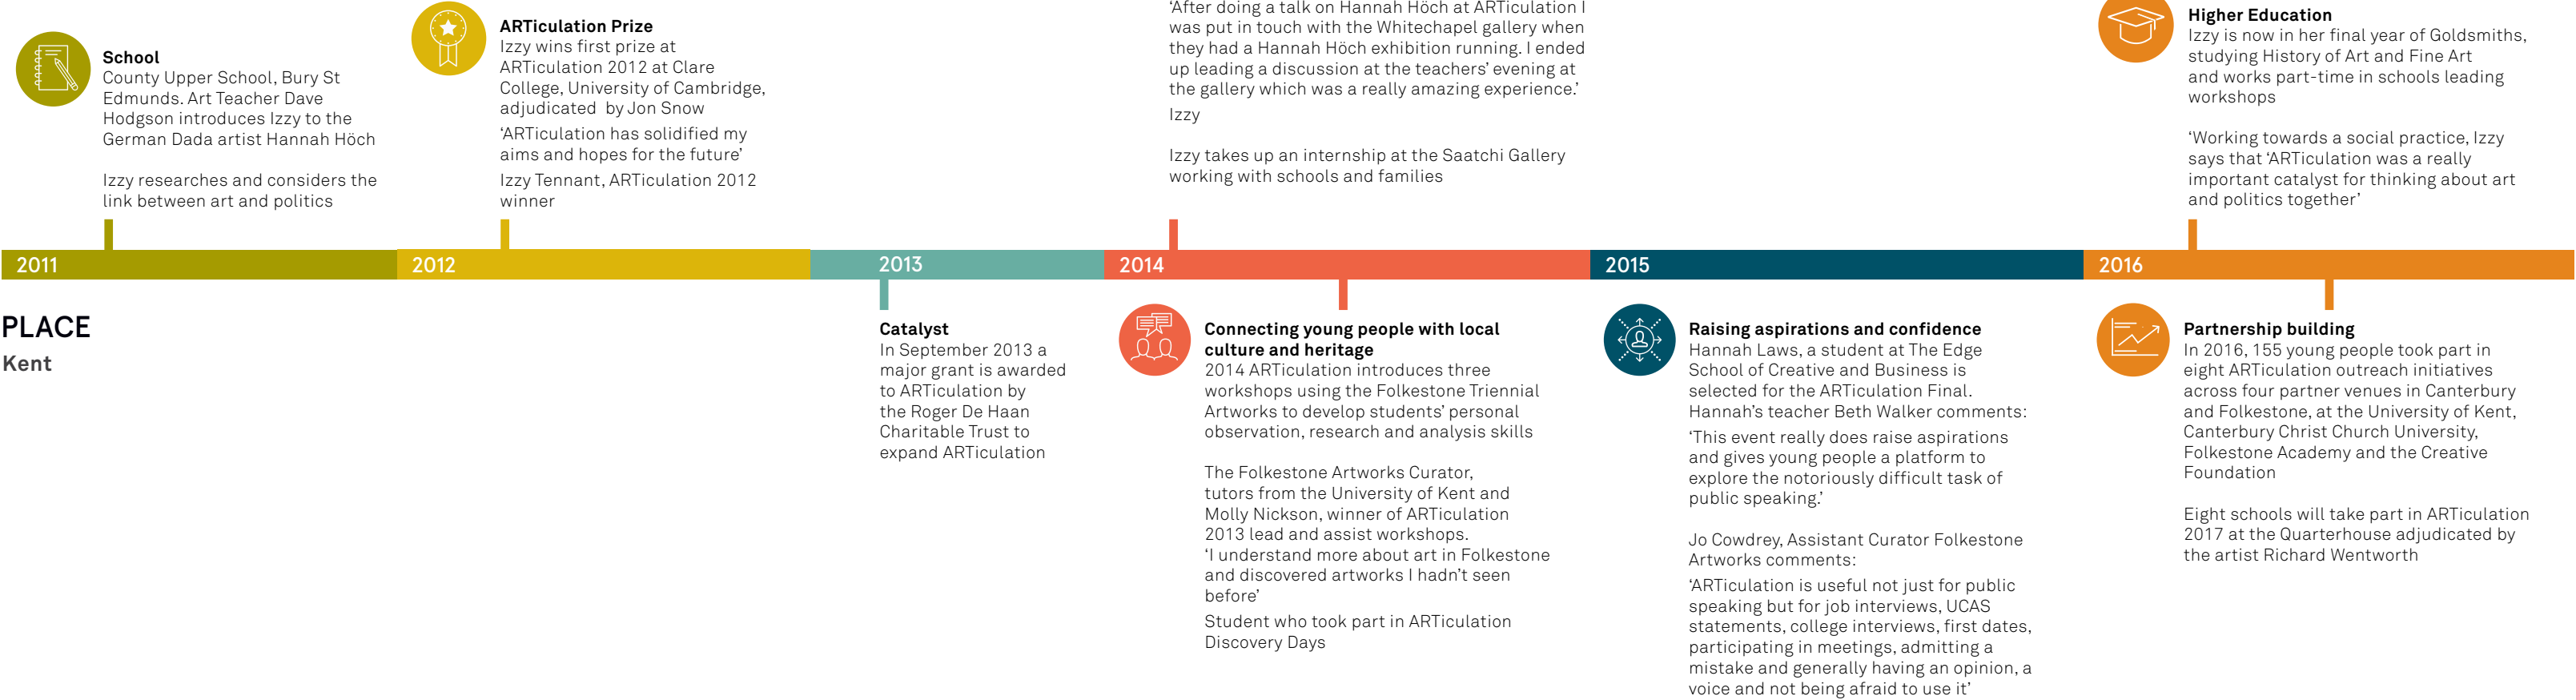 School
County Upper School, Bury St
Edmunds. Art Teacher Dave
Hodgson introduces Izzy to the
German Dada artist Hannah Höch
Izzy researches and considers the
link between art and politics
ARTiculation Prize
Izzy wins first prize at
ARTiculation 2012 at Clare
College, University of Cambridge,
adjudicated  by Jon Snow
‘ARTiculation has solidified my
aims and hopes for the future’
Izzy Tennant, ARTiculation 2012
winner
‘After doing a talk on Hannah Höch at ARTiculation I
was put in touch with the Whitechapel gallery when
they had a Hannah Höch exhibition running. I ended
up leading a discussion at the teachers’ evening at
the gallery which was a really amazing experience.’
Izzy
Izzy takes up an internship at the Saatchi Gallery
working with schools and families
Higher Education
Izzy is now in her final year of Goldsmiths,
studying History of Art and Fine Art
and works part-time in schools leading
workshops
‘Working towards a social practice, Izzy
says that ‘ARTiculation was a really
important catalyst for thinking about art
and politics together’
2011
2012
2013
2014
2015
2016
PLACE
Kent
Catalyst
In September 2013 a
major grant is awarded
to ARTiculation by
the Roger De Haan
Charitable Trust to
expand ARTiculation
Connecting young people with local
culture and heritage
2014 ARTiculation introduces three
workshops using the Folkestone Triennial
Artworks to develop students’ personal
observation, research and analysis skills
The Folkestone Artworks Curator,
tutors from the University of Kent and
Molly Nickson, winner of ARTiculation
2013 lead and assist workshops.
‘I understand more about art in Folkestone
and discovered artworks I hadn’t seen
before’
Student who took part in ARTiculation
Discovery Days
Raising aspirations and confidence
Hannah Laws, a student at The Edge
School of Creative and Business is
selected for the ARTiculation Final.
Hannah’s teacher Beth Walker comments:
‘This event really does raise aspirations
and gives young people a platform to
explore the notoriously difficult task of
public speaking.’
Jo Cowdrey, Assistant Curator Folkestone
Artworks comments:
‘ARTiculation is useful not just for public
speaking but for job interviews, UCAS
statements, college interviews, first dates,
participating in meetings, admitting a
mistake and generally having an opinion, a
voice and not being afraid to use it’
Partnership building
In 2016, 155 young people took part in
eight ARTiculation outreach initiatives
across four partner venues in Canterbury
and Folkestone, at the University of Kent,
Canterbury Christ Church University,
Folkestone Academy and the Creative
Foundation
Eight schools will take part in ARTiculation
2017 at the Quarterhouse adjudicated by
the artist Richard Wentworth